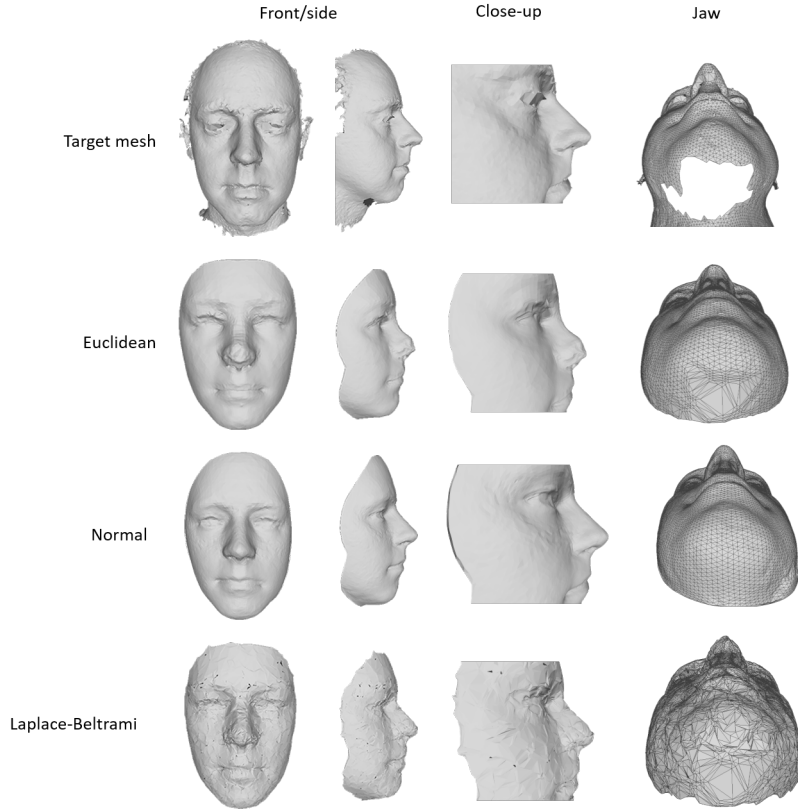 Front/side
Close-up
Jaw
Target mesh
Euclidean
Normal
Laplace-Beltrami